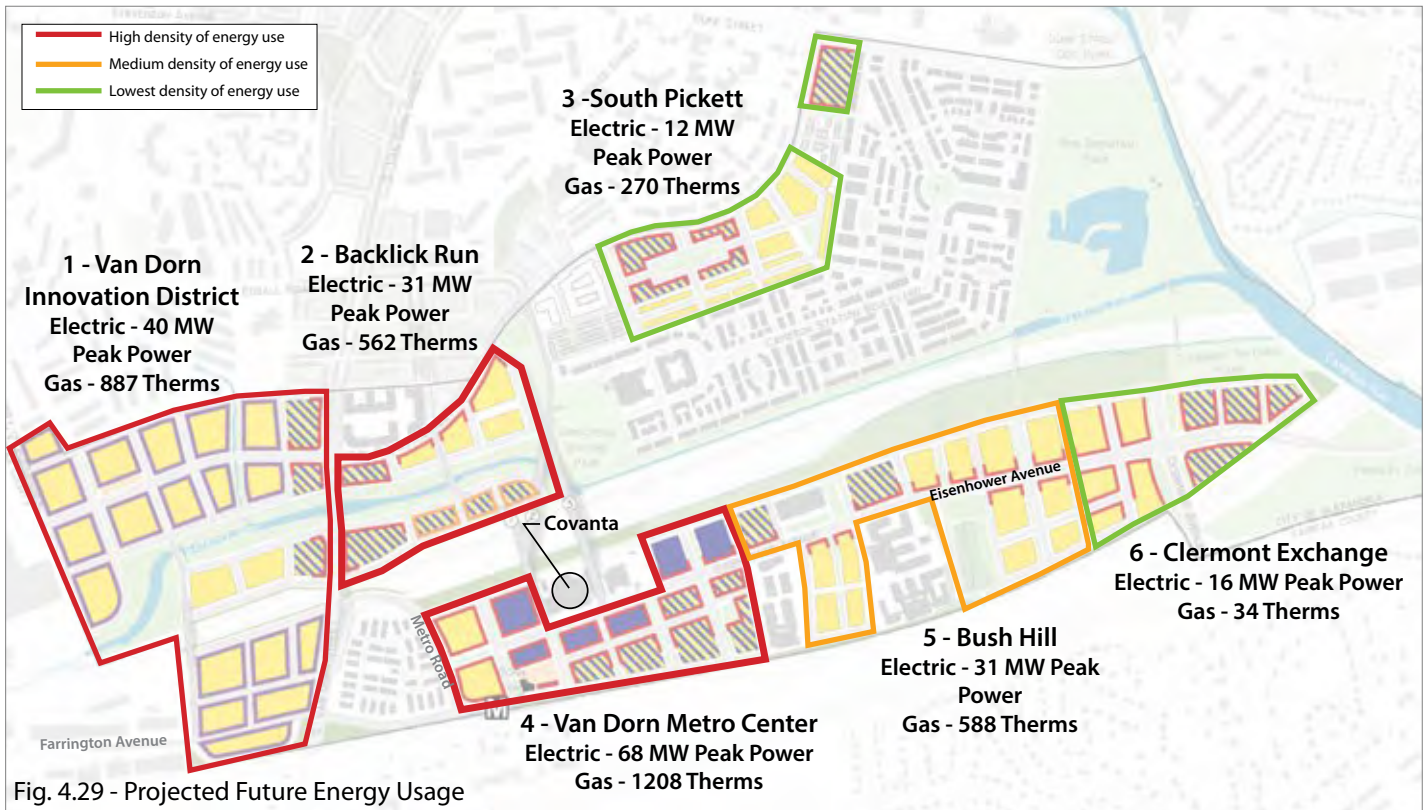 High density of energy use
Medium density of energy use
Lowest density of energy use
3 -South Pickett
Electric - 12 MW
Peak Power
Gas - 270 Therms
1 - Van Dorn
Innovation District
Electric - 40 MW
Peak Power
Gas - 887 Therms
2 - Backlick Run
Electric - 31 MW
Peak Power
Gas - 562 Therms
Covanta
Eisenhower Avenue
Metro Road
6 - Clermont Exchange
Electric - 16 MW Peak Power
Gas - 34 Therms
5 - Bush Hill
Electric - 31 MW Peak
Power
Gas - 588 Therms
4 - Van Dorn Metro Center
Electric - 68 MW Peak Power
Gas - 1208 Therms
M
Farrington Avenue
Fig. 4.29 - Projected Future Energy Usage